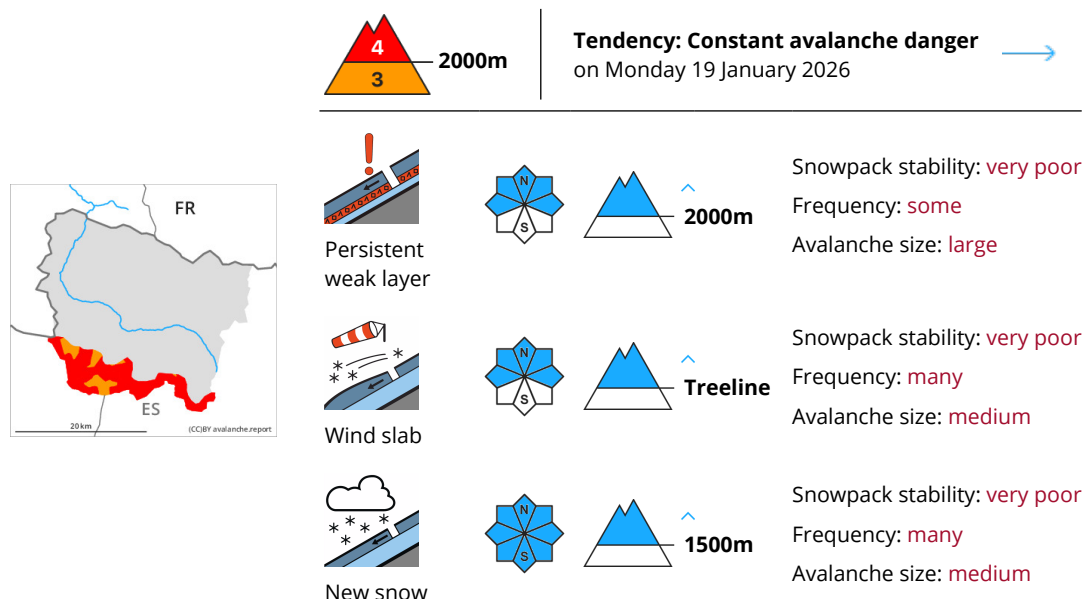 4
3
2000m
Tendency: Constant avalanche danger
on Monday 19 January 2026
FR
ES
20 km
(CC)BY avalanche.report
Persistent
weak layer
N
S
2000m
Snowpack stability: very poor
Frequency: some
Avalanche size: large
Wind slab
N
S
Treeline
Snowpack stability: very poor
Frequency: many
Avalanche size: medium
New snow
N
S
1500m
Snowpack stability: very poor
Frequency: many
Avalanche size: medium